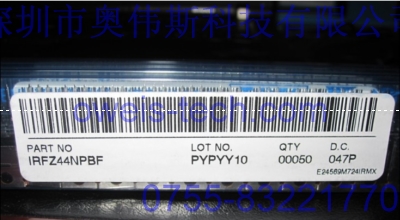 深圳市奥伟斯科技有限公司
oweis-tech.com
PART NO LOT NO. QTY D.C.
IRFZ44NPBF PYPYY10 00050 047P
E24569M724IRMX
0755-83221770